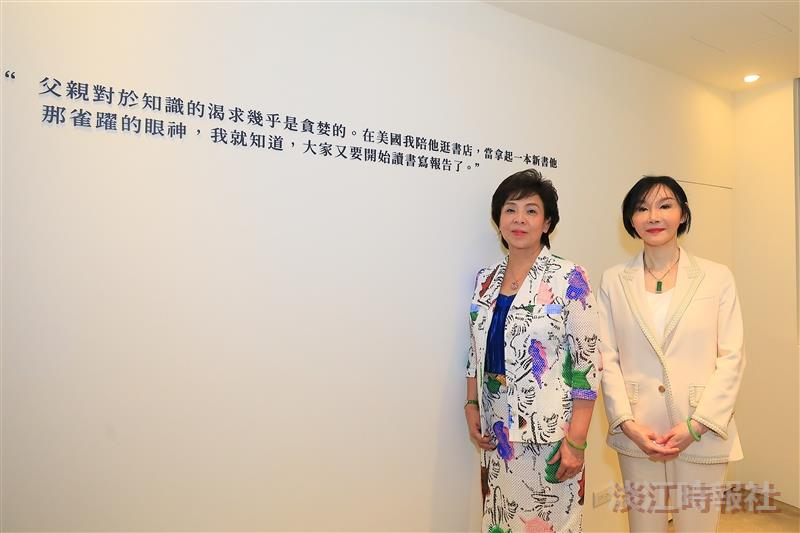 “ 父親對於知識的渴求幾乎是貪婪的。在美國我陪他逛書店，當拿起一本新書他
那雀躍的眼神，我就知道，大家又要開始讀書寫報告了。”
淡江時報社